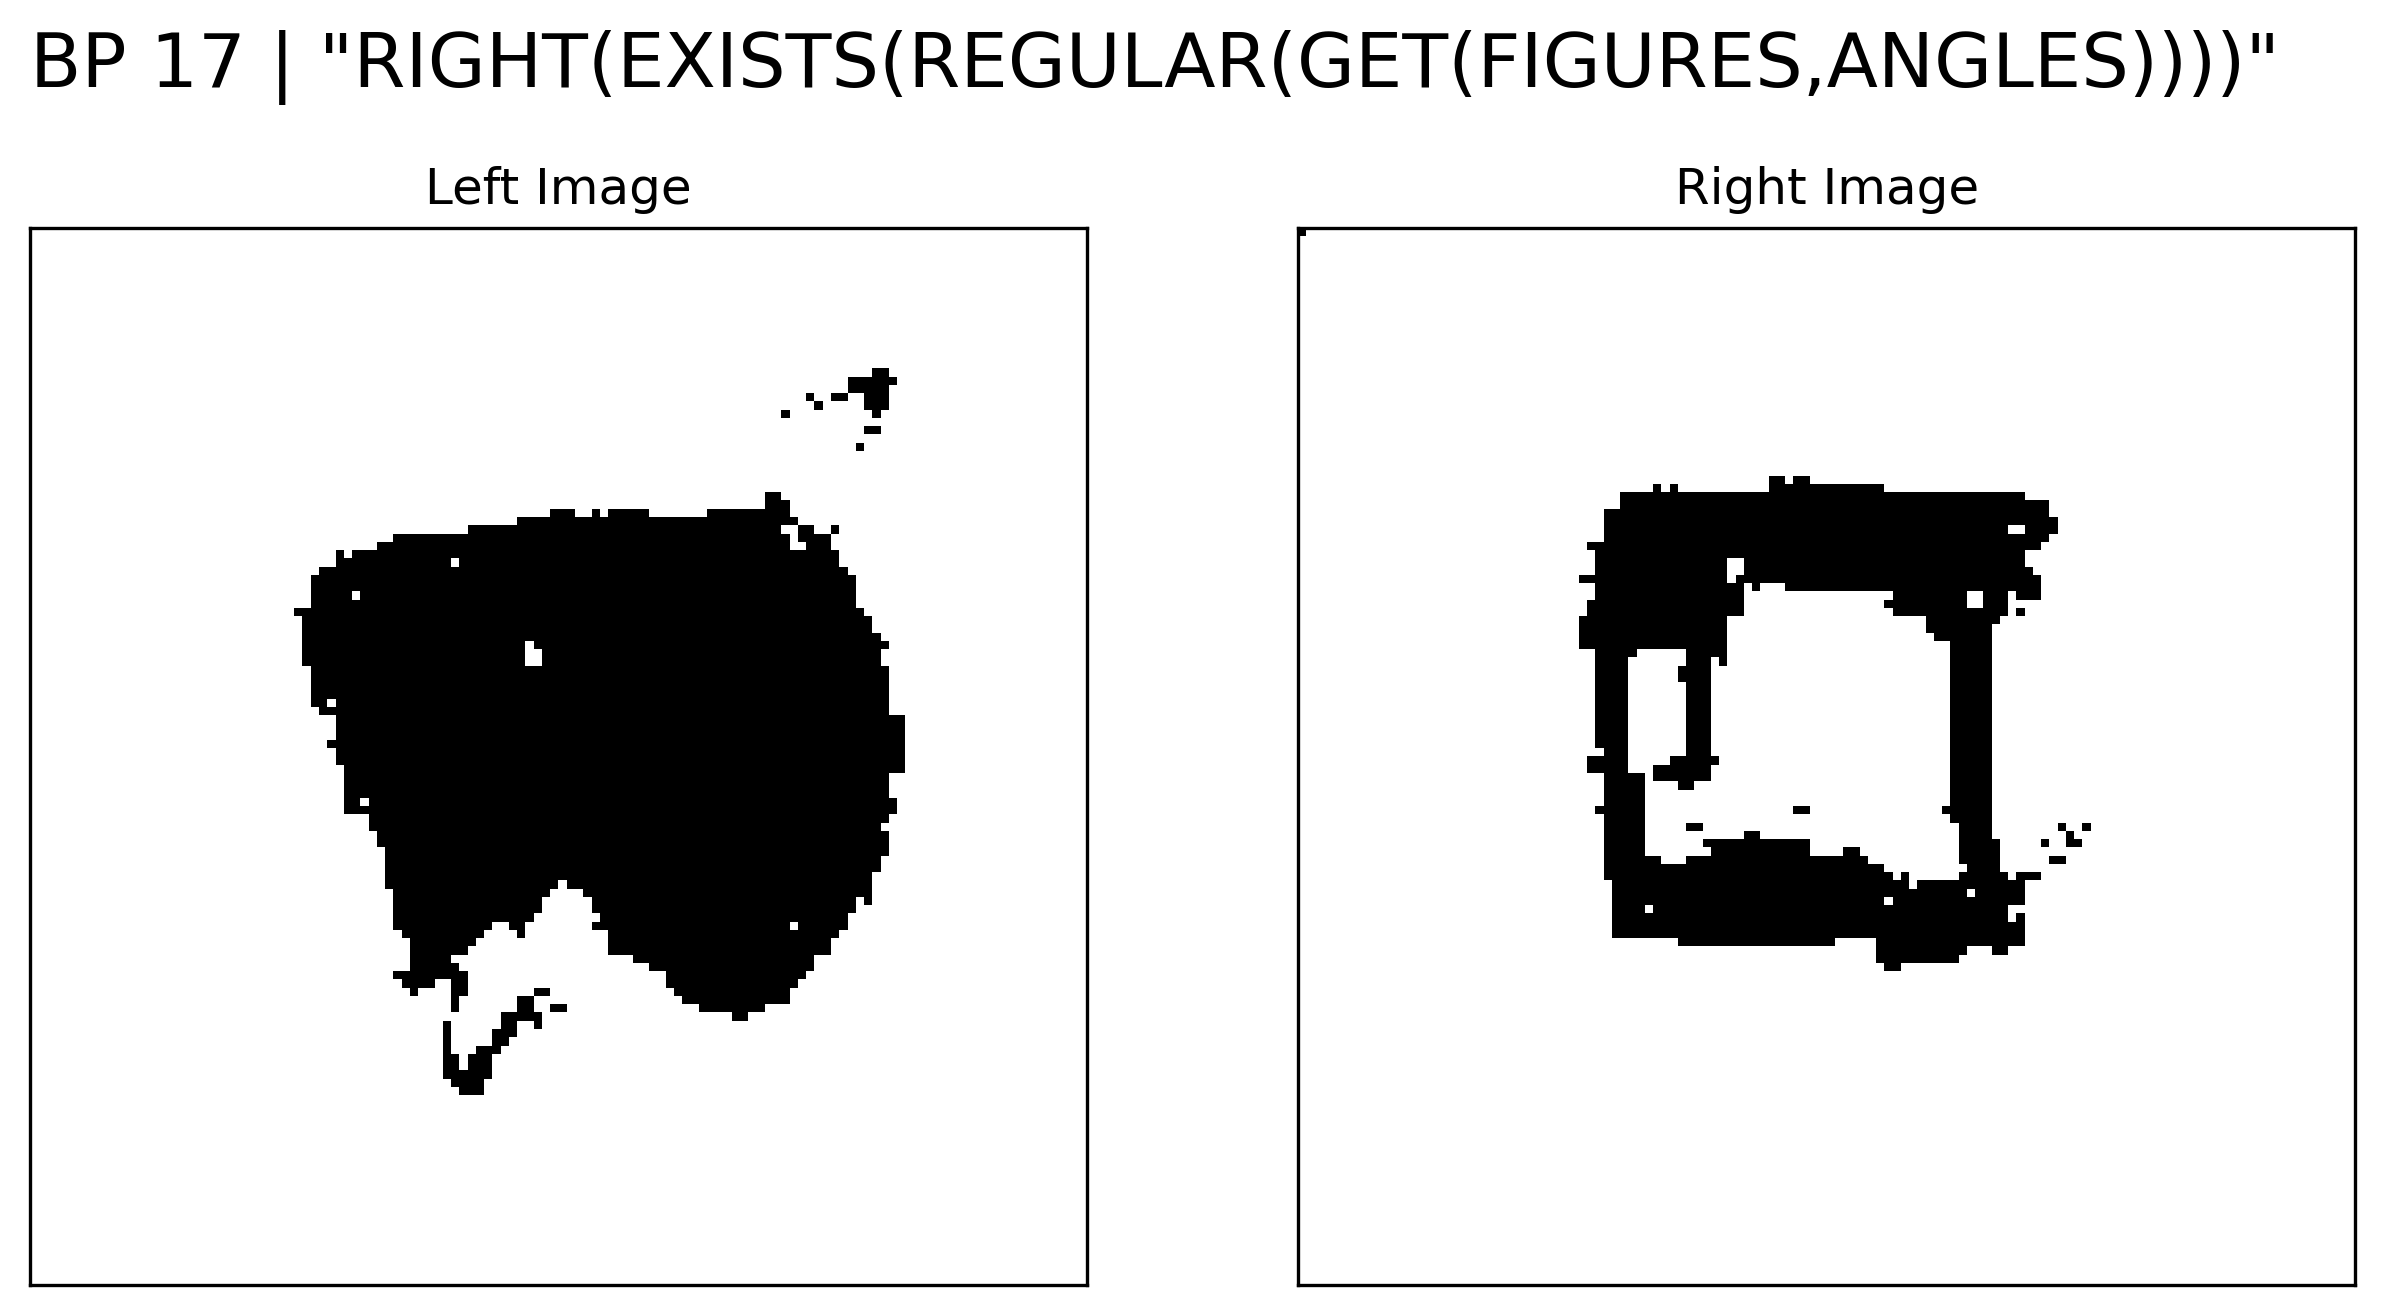 BP 17 | "RIGHT(EXISTS(REGULAR(GET(FIGURES,ANGLES))))"
Left Image
Right Image